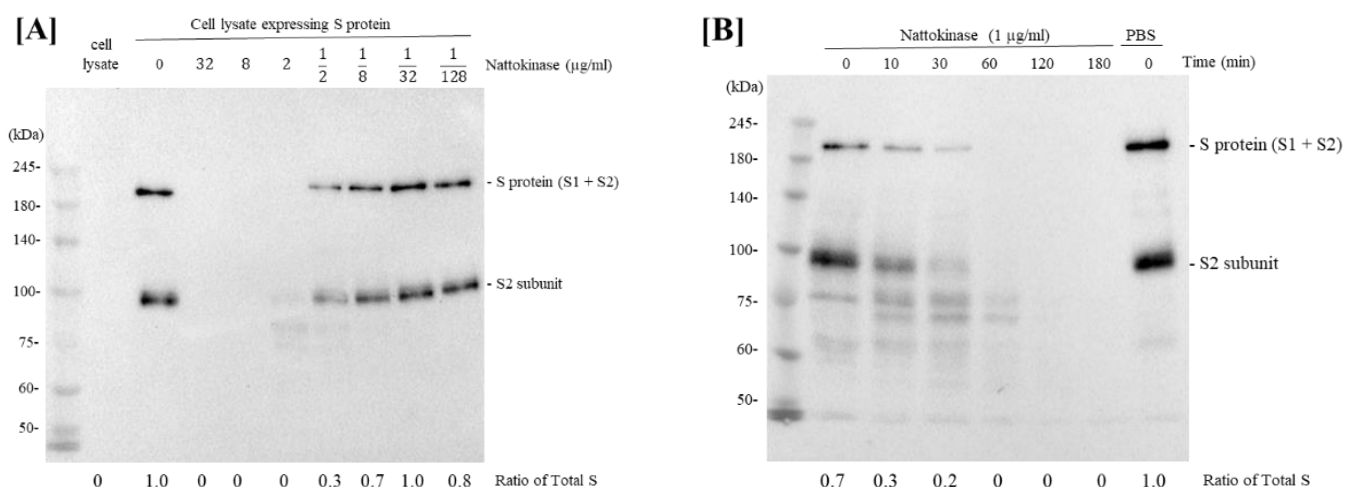 [A]
Cell lysate expressing S protein
cell
lysate
0 32 8 2 1/2 1/8 1/32 1/128 Nattokinase (µg/ml)
(kDa)
245-
180-
140-
100-
75-
60-
50-
- S protein (S1 + S2)
- S2 subunit
0 1.0 0 0 0 0.3 0.7 1.0 0.8 Ratio of Total S
[B]
Nattokinase (1 µg/ml) PBS
0 10 30 60 120 180 0 Time (min)
(kDa)
245-
180-
140-
100-
75-
60-
50-
- S protein (S1 + S2)
- S2 subunit
0.7 0.3 0.2 0 0 0 1.0 Ratio of Total S